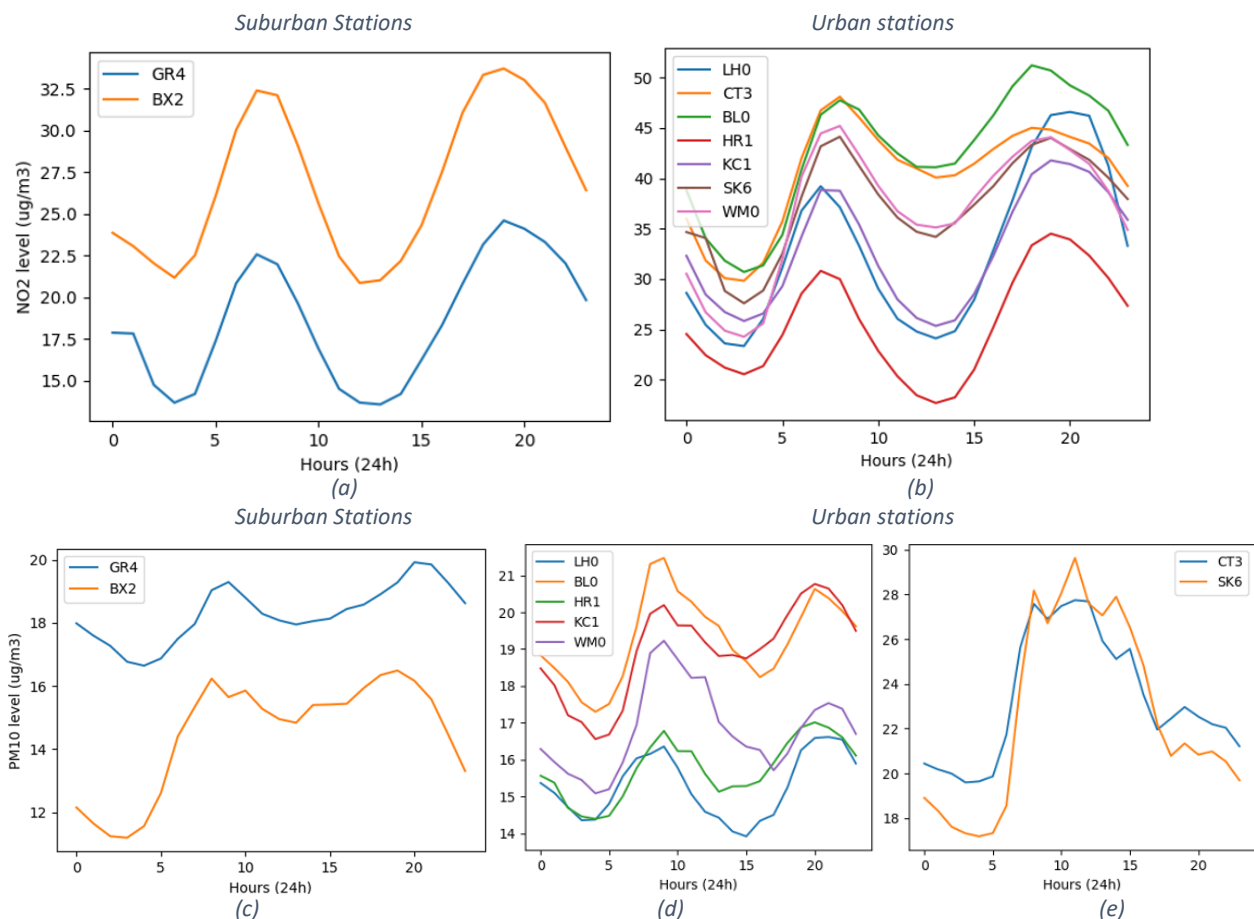 Suburban Stations
Urban stations
GR4
BX2
32.5
30.0
27.5
25.0
22.5
20.0
17.5
15.0
NO2 level (ug/m3)
0 5 10 15 20
Hours (24h)
(a)
LH0
CT3
BL0
HR1
KC1
SK6
WM0
50
45
40
35
30
25
20
0 5 10 15 20
Hours (24h)
(b)
Suburban Stations
Urban stations
GR4
BX2
20
18
16
14
12
PM10 level (ug/m3)
0 5 10 15 20
Hours (24h)
(c)
LH0
BL0
HR1
KC1
WM0
21
20
19
18
17
16
15
14
0 5 10 15 20
Hours (24h)
(d)
CT3
SK6
30
28
26
24
22
20
18
0 5 10 15 20
Hours (24h)
(e)